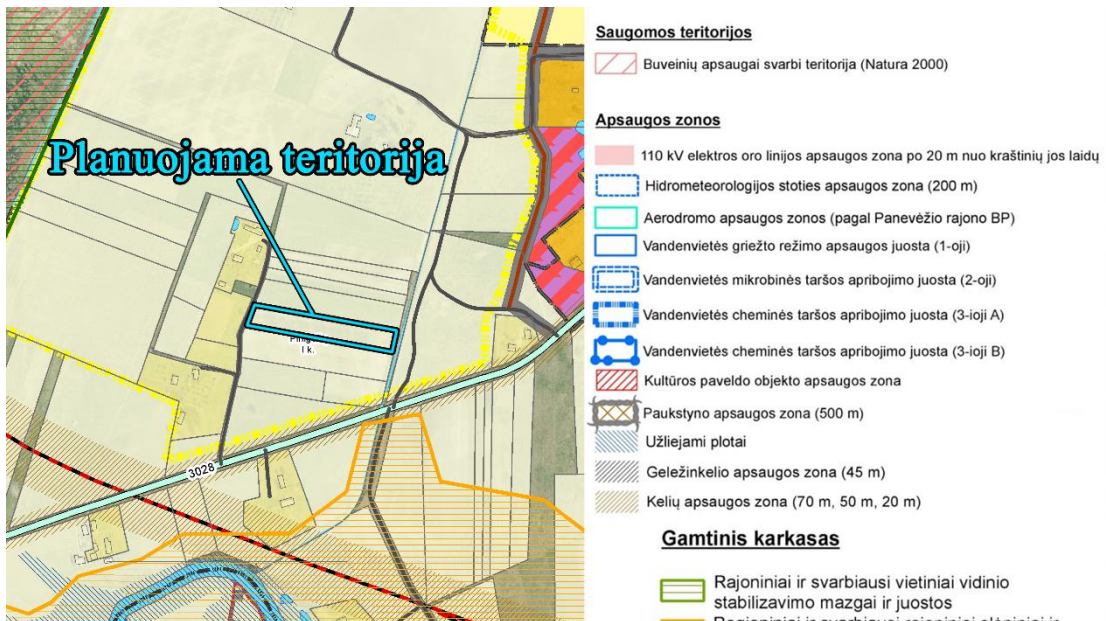 Planuojama teritorija
I k.
3028
Saugomos teritorijos
Buveinių apsaugai svarbi teritorija (Natura 2000)
Apsaugos zonos
110 kV elektros oro linijos apsaugos zona po 20 m nuo kraštinių jos laidų
Hidrometeorologijos stoties apsaugos zona (200 m)
Aerodromo apsaugos zonos (pagal Panevėžio rajono BP)
Vandenvietės griežto režimo apsaugos juosta (1-oji)
Vandenvietės mikrobinės taršos apribojimo juosta (2-oji)
Vandenvietės cheminės taršos apribojimo juosta (3-ioji A)
Vandenvietės cheminės taršos apribojimo juosta (3-ioji B)
Kultūros paveldo objekto apsaugos zona
Paukstyno apsaugos zona (500 m)
Užliejami plotai
Geležinkelio apsaugos zona (45 m)
Kelių apsaugos zona (70 m, 50 m, 20 m)
Gamtinis karkasas
Rajoniniai ir svarbiausi vietiniai vidinio
stabilizavimo mazgai ir juostos